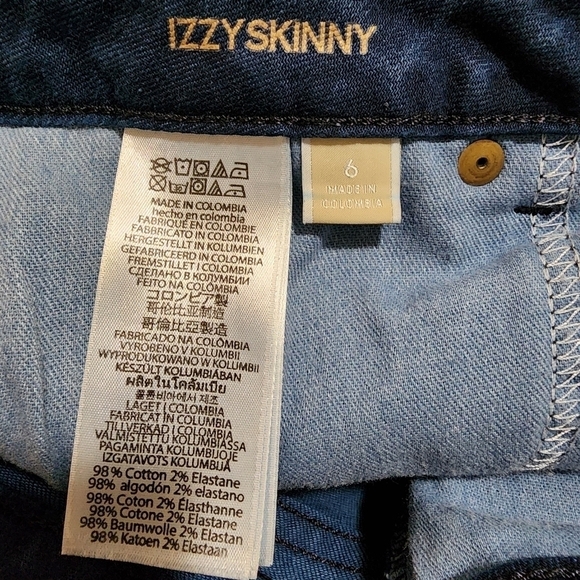 IZZY SKINNY
6
MADE IN
COLOMBIA
MADE IN COLOMBIA
hecho en colombia
FABRIQUÉ EN COLOMBIE
FABBRICATO IN COLOMBIA
HERGESTELLT IN KOLUMBIEN
GEFABRICEERD IN COLOMBIA
FREMSTILLET I COLOMBIA
СДЕЛАНО В КОЛУМБИИ
FEITO NA COLÔMBIA
コロンビア製
哥伦比亚制造
哥倫比亞製造
FABRICADO NA COLÔMBIA
VYROBENO V KOLUMBII
WYPRODUKOWANO W KOLUMBII
KÉSZÜLT KOLUMBIÁBAN
ผลิตในโคลัมเบีย
콜롬비아에서 제조
LAGET I COLOMBIA
FABRICAT IN COLUMBIA
TILLVERKAD I COLOMBIA
VALMISTETTU KOLUMBIASSA
PAGAMINTA KOLUMBIJOJE
IZGATAVOTS KOLUMBIJĀ
98% Cotton 2% Elastane
98% algodón 2% elastano
98% Coton 2% Élasthanne
98% Cotone 2% Elastane
98% Baumwolle 2% Elastan
98% Katoen 2% Elastaan